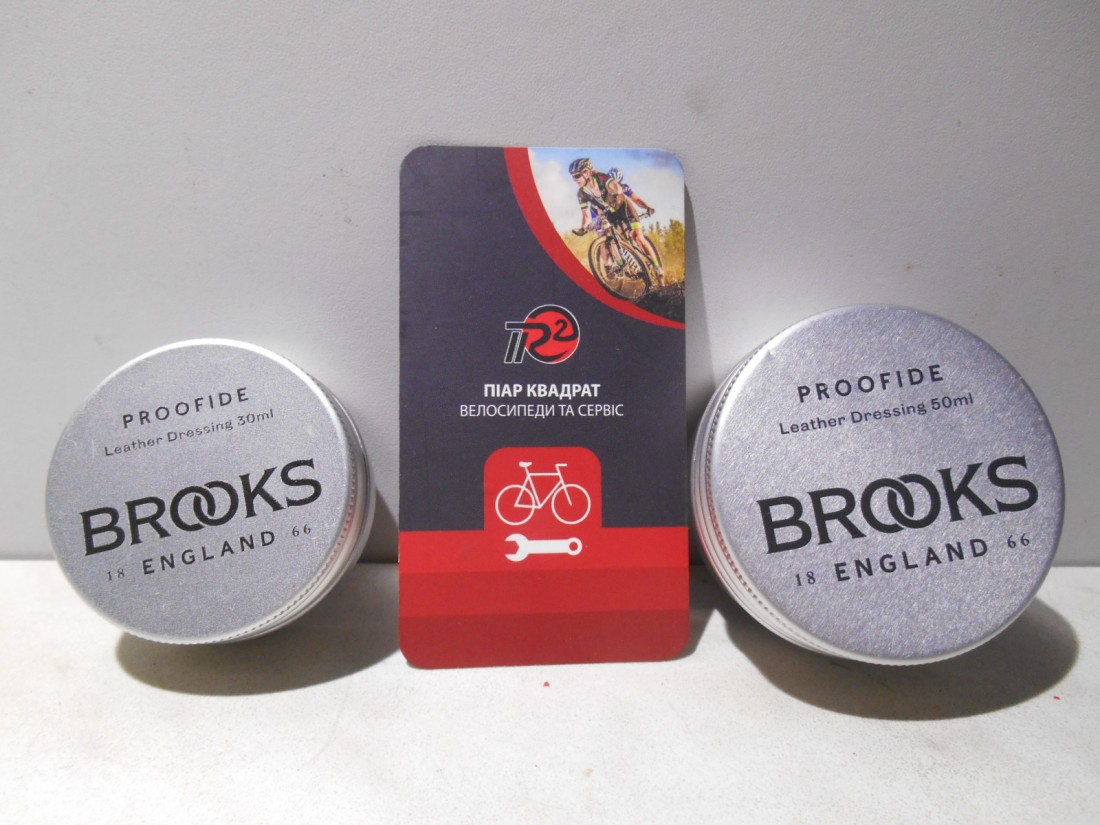 PROOFIDE
Leather Dressing 30ml
BROOKS
18 ENGLAND 66
ПR2
ПІАР КВАДРАТ
ВЕЛОСИПЕДИ ТА СЕРВІС
PROOFIDE
Leather Dressing 50ml
BROOKS
18 ENGLAND 66